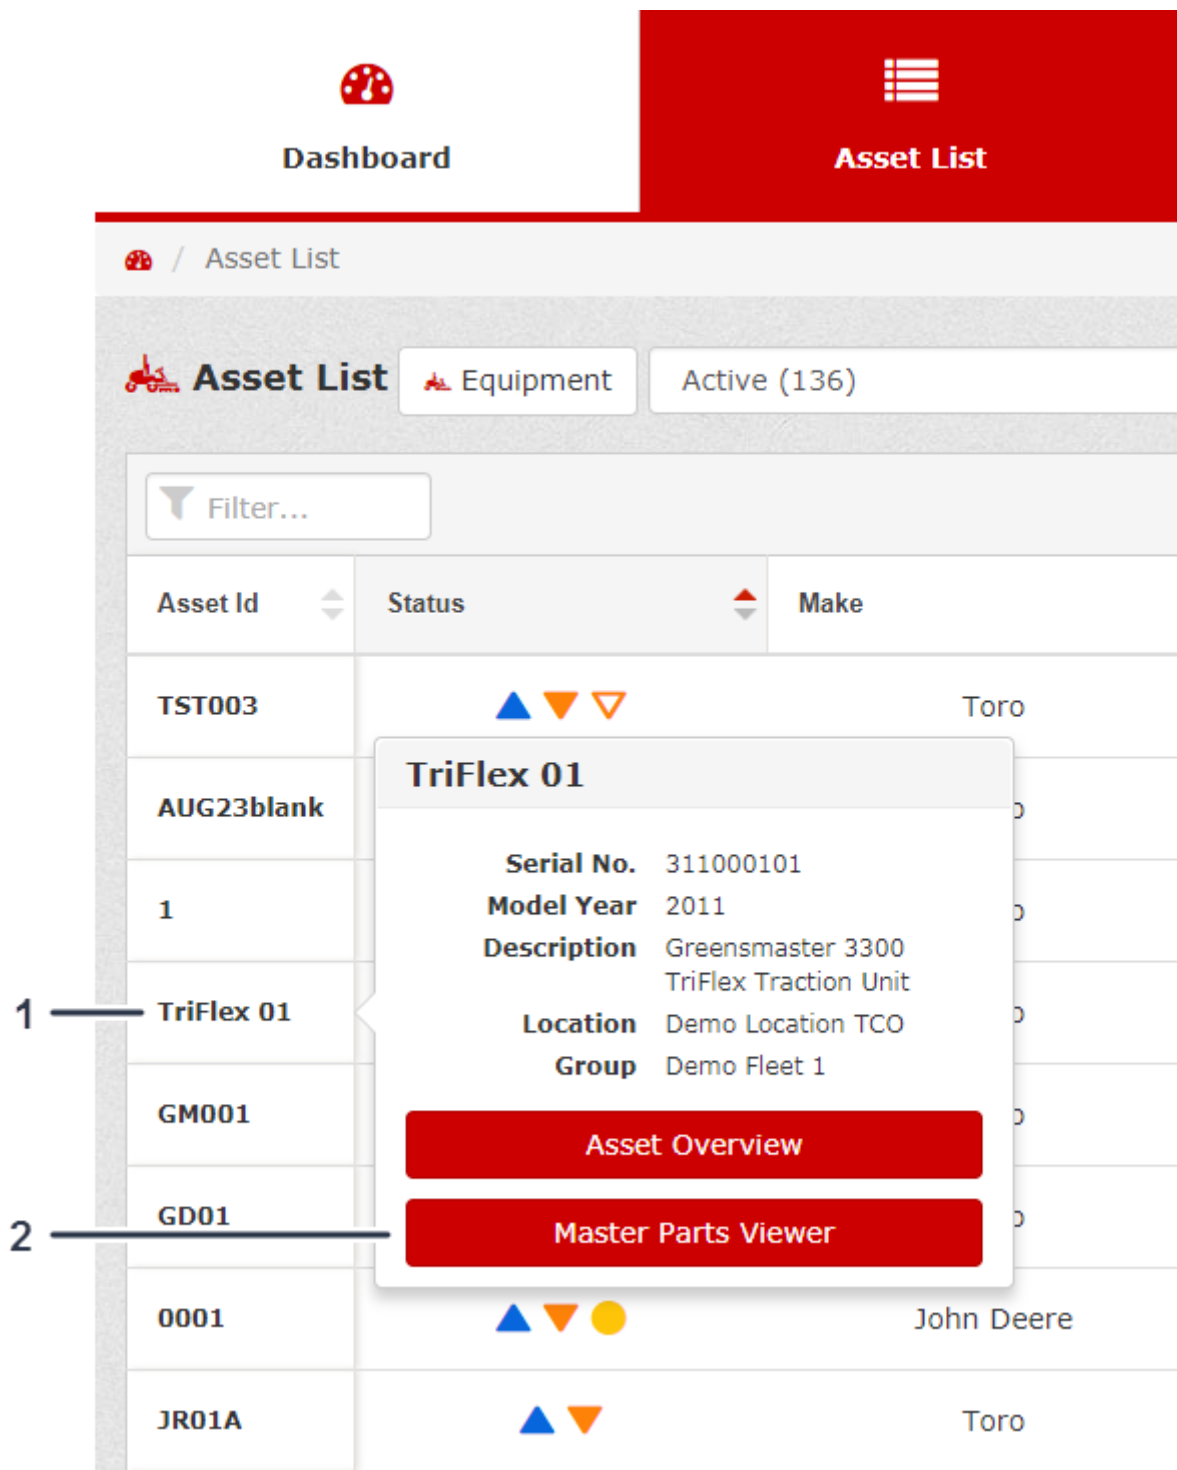 Dashboard
Asset List
/ Asset List
Asset List
Equipment
Active (136)
Filter...
Asset Id
Status
Make
TST003
Toro
AUG23blank
1
TriFlex 01
GM001
GD01
TriFlex 01
Serial No. 311000101
Model Year 2011
Description Greensmaster 3300
TriFlex Traction Unit
Location Demo Location TCO
Group Demo Fleet 1
Asset Overview
Master Parts Viewer
1
2
0001
John Deere
JR01A
Toro